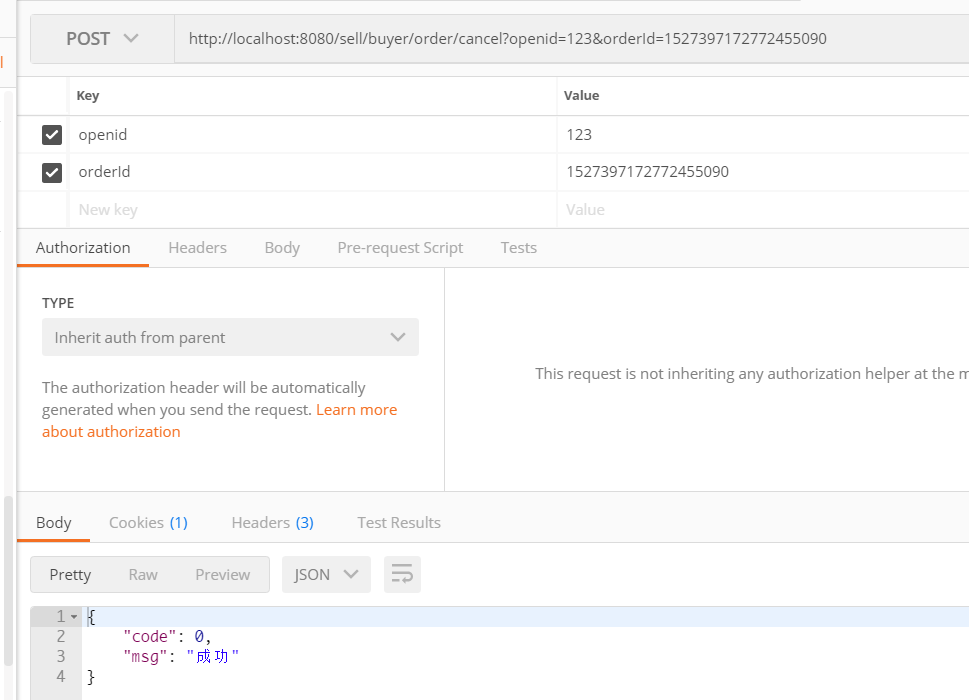 POST http://localhost:8080/sell/buyer/order/cancel?openid=123&orderId=1527397172772455090
Key Value
openid 123
orderId 1527397172772455090
New key Value
Authorization Headers Body Pre-request Script Tests
TYPE
Inherit auth from parent
This request is not inheriting any authorization helper at the m
The authorization header will be automatically
generated when you send the request. Learn more
about authorization
Body Cookies (1) Headers (3) Test Results
Pretty Raw Preview JSON
1 {
2 "code": 0,
3 "msg": "成功"
4 }